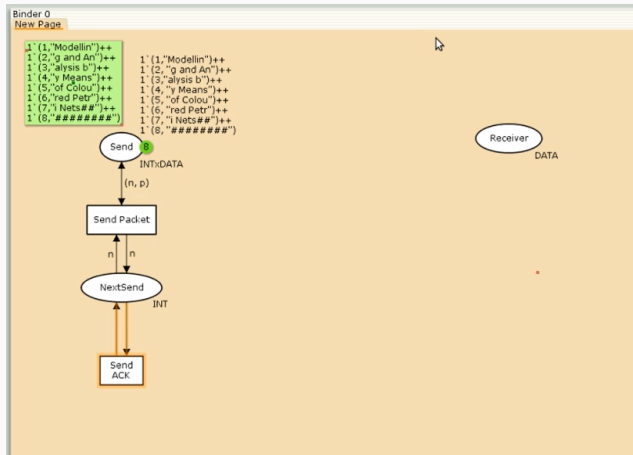 Binder 0
New Page
1`(1,"Modellin")++
1`(2,"g and An")++
1`(3,"alysis b")++
1`(4,"y Means")++
1`(5,"of Colou")++
1`(6,"red Petr")++
1`(7,"i Nets##")++
1`(8,"########")
1`(1,"Modellin")++
1`(2, "g and An")++
1`(3,"alysis b")++
1`(4, "y Means")++
1`(5, "of Colou")++
1`(6, "red Petr")++
1`(7, "i Nets##")++
1`(8, "########")
Send
8
INTxDATA
(n, p)
Send Packet
n
n
NextSend
INT
Send
ACK
Receiver
DATA